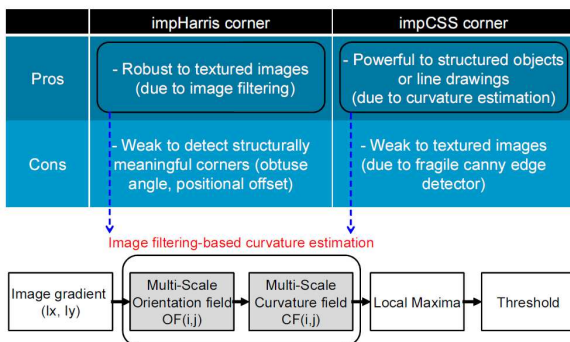 impHarris corner
impCSS corner
Pros
- Robust to textured images
(due to image filtering)
- Powerful to structured objects
or line drawings
(due to curvature estimation)
Cons
- Weak to detect structurally
meaningful corners (obtuse
angle, positional offset)
- Weak to textured images
(due to fragile canny edge
detector)
Image filtering-based curvature estimation
Image gradient
(Ix, Iy)
Multi-Scale
Orientation field
OF(i,j)
Multi-Scale
Curvature field
CF(i,j)
Local Maxima
Threshold